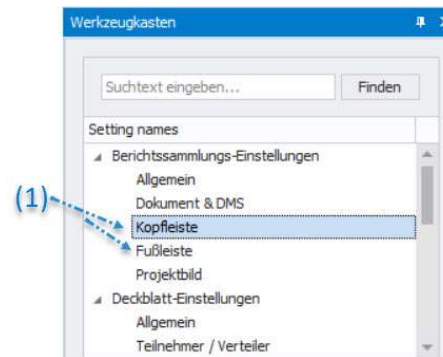 Werkzeugkasten
Suchtext eingeben... Finden
Setting names
Berichtssammlungs-Einstellungen
Allgemein
Dokument & DMS
(1)
Kopfleiste
Fußleiste
Projektbild
Deckblatt-Einstellungen
Allgemein
Teilnehmer / Verteiler